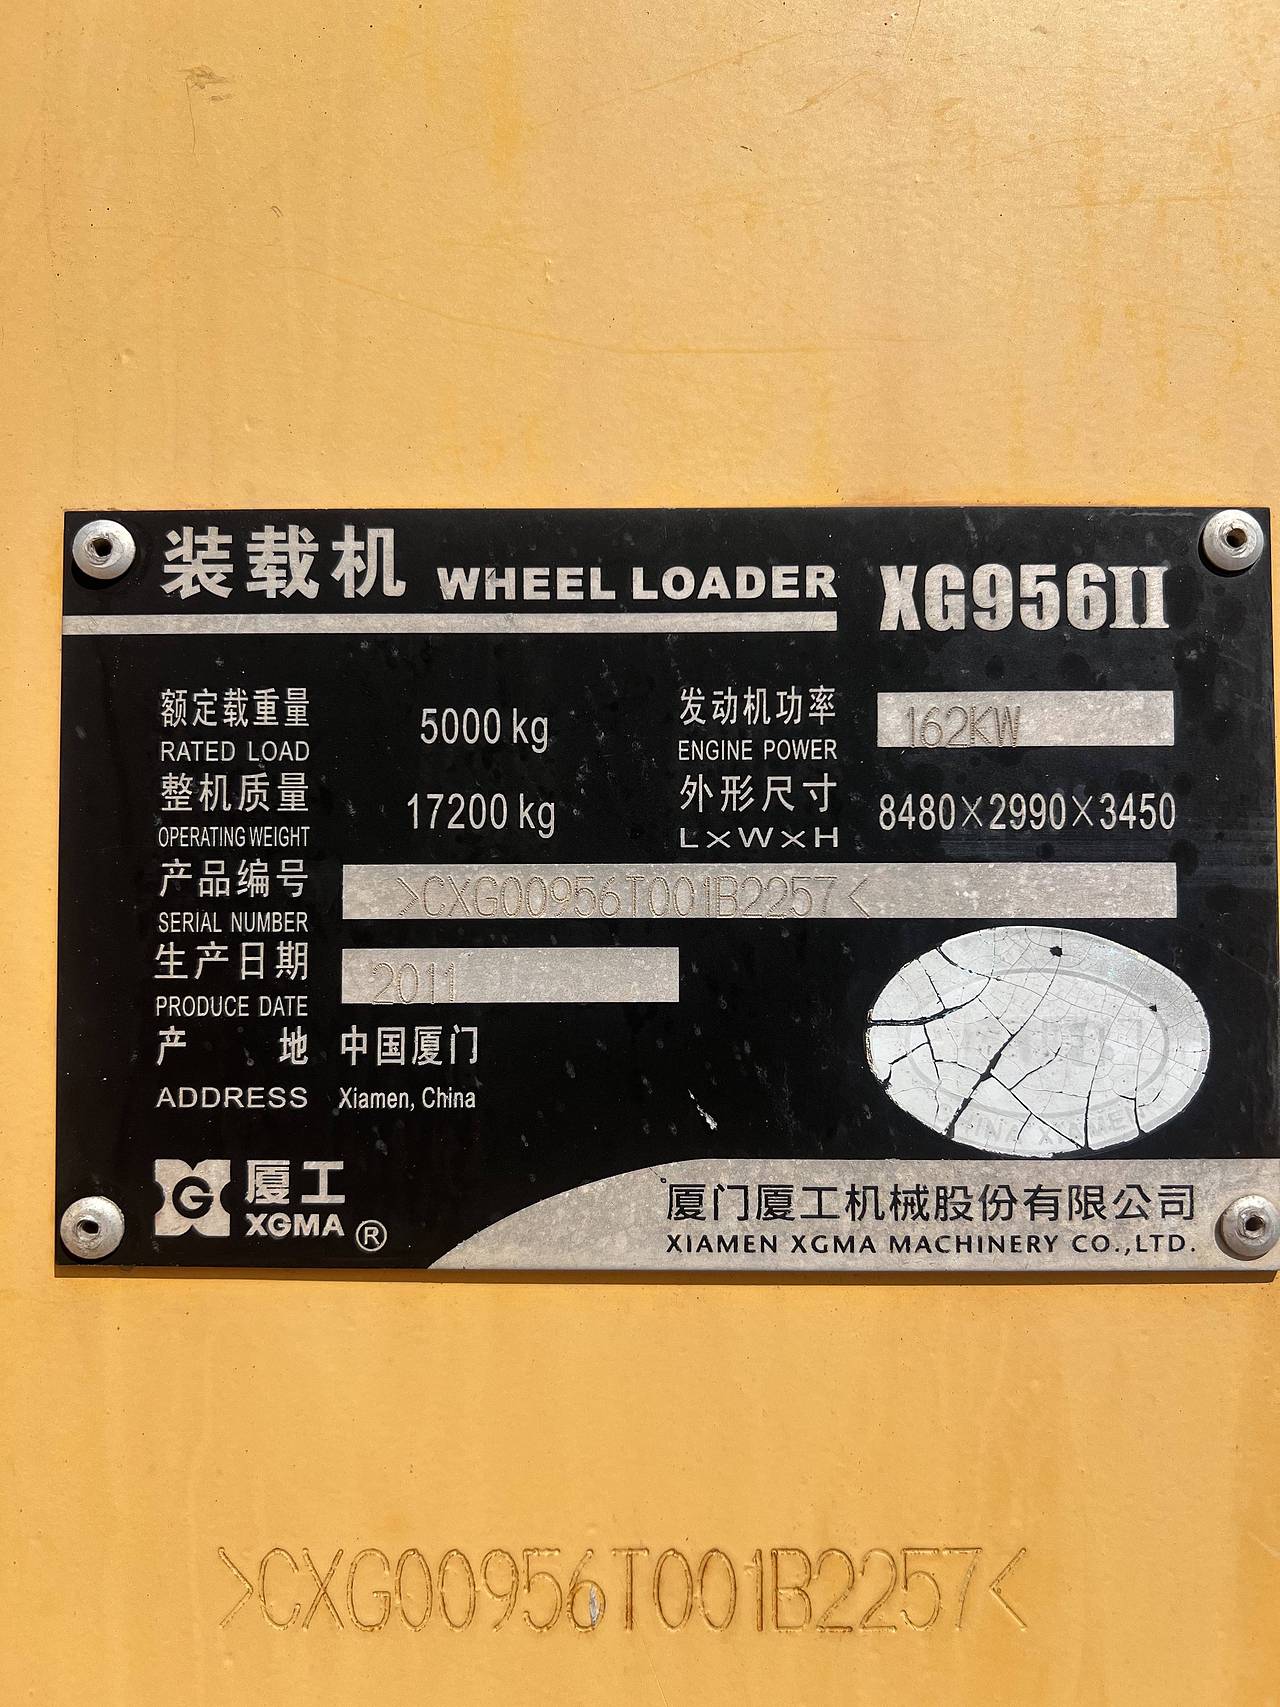 装载机 WHEEL LOADER XG956II
额定载重量 5000 kg 发动机功率 162KW
RATED LOAD ENGINE POWER
整机质量 17200 kg 外形尺寸 8480×2990×3450
OPERATING WEIGHT L×W×H
产品编号 >CXG00956T001B2257<
SERIAL NUMBER
生产日期 2011
PRODUCE DATE
产 地 中国厦门
ADDRESS Xiamen, China
CHINA XIAMEN
G 厦工
XGMA ®
厦门厦工机械股份有限公司
XIAMEN XGMA MACHINERY CO.,LTD.
>CXG00956T001B2257<